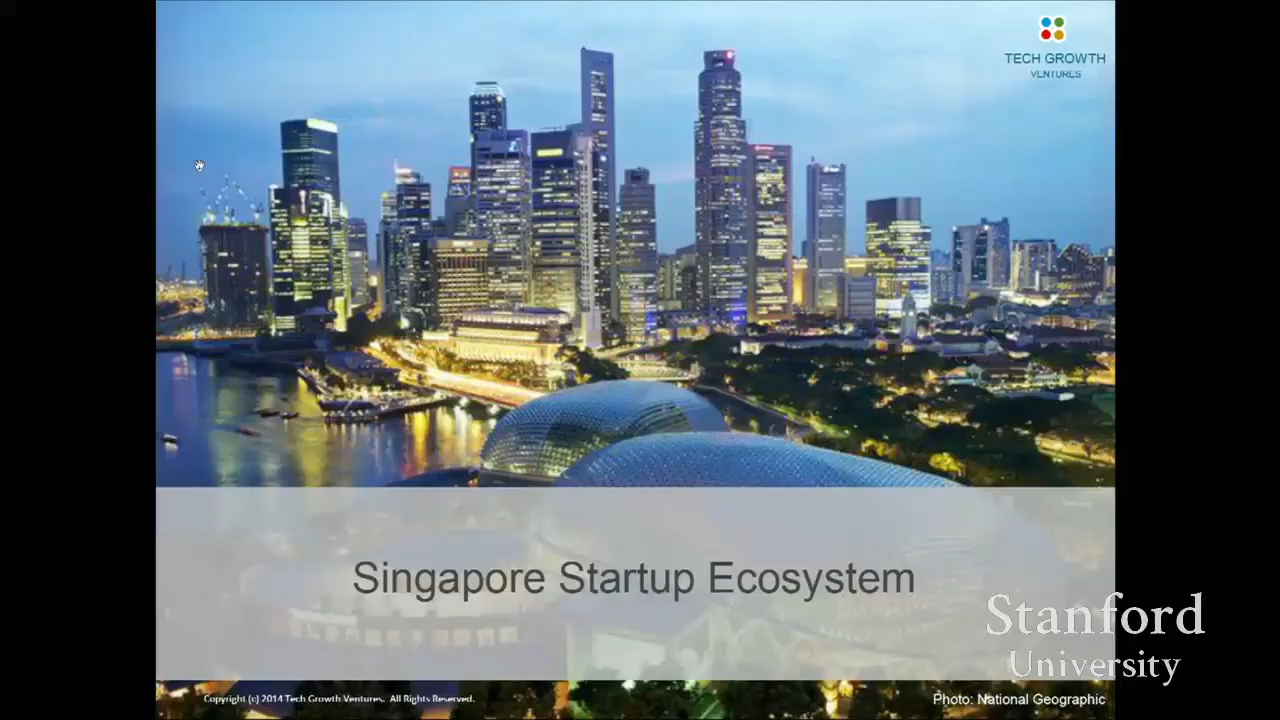 TECH GROWTH
VENTURES
Singapore Startup Ecosystem
Stanford
University
Copyright (c) 2014 Tech Growth Ventures. All Rights Reserved.
Photo: National Geographic